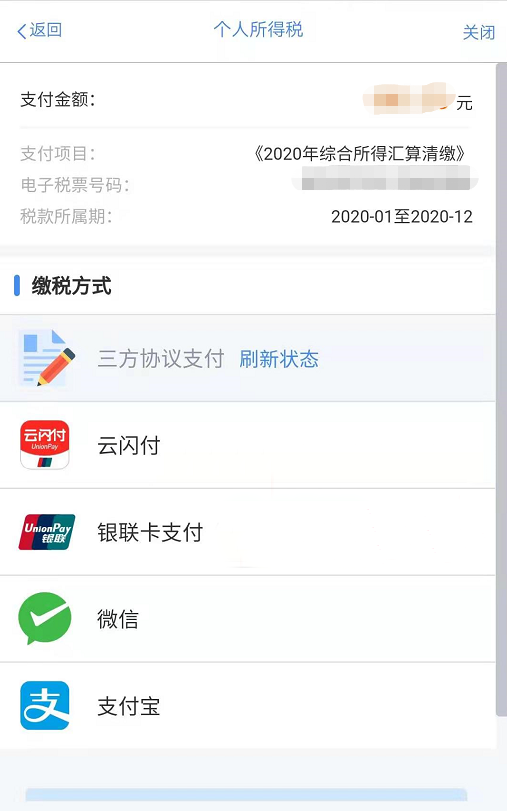 返回
个人所得税
关闭
支付金额：
元
支付项目：
《2020年综合所得汇算清缴》
电子税票号码：
税款所属期：
2020-01至2020-12
缴税方式
三方协议支付 刷新状态
云闪付
UnionPay
云闪付
UnionPay
银联
银联卡支付
微信
支
支付宝